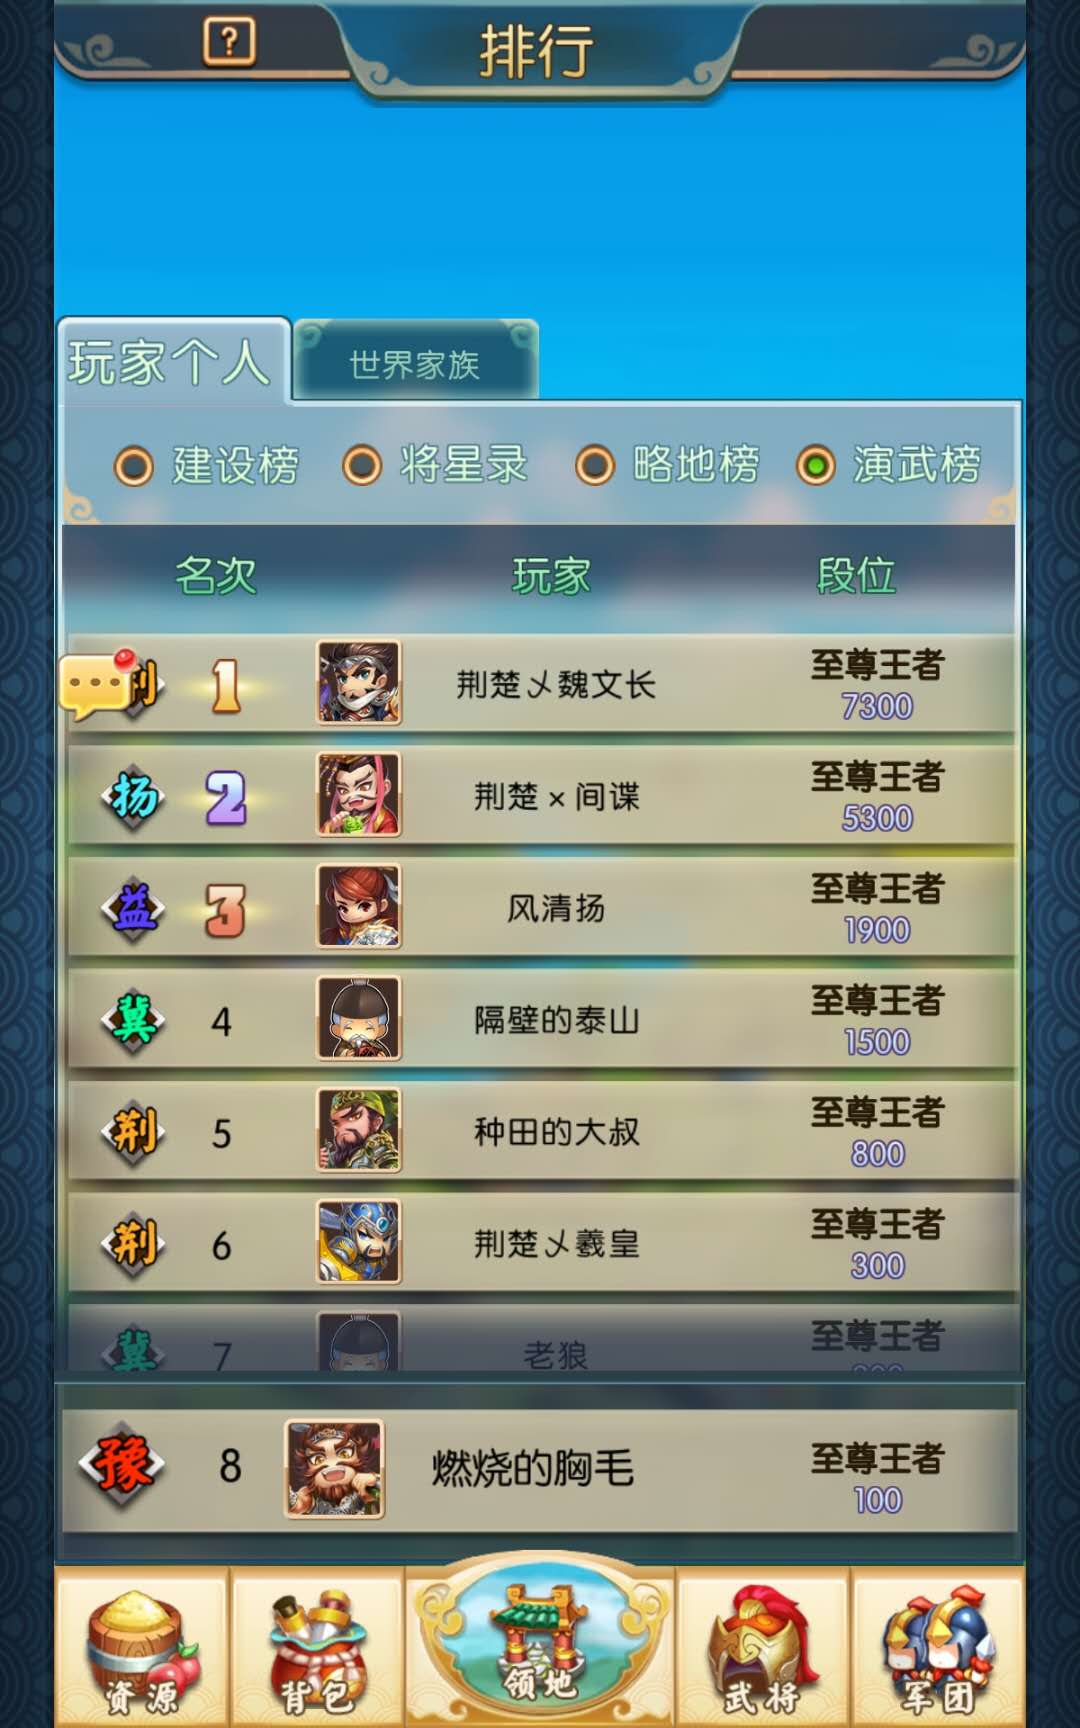 ?
排行
玩家个人 世界家族
建设榜 将星录 略地榜 演武榜
名次 玩家 段位
1 荆楚乄魏文长 至尊王者
7300
扬 2 荆楚×间谍 至尊王者
5300
益 3 风清扬 至尊王者
1900
冀 4 隔壁的泰山 至尊王者
1500
荆 5 种田的大叔 至尊王者
800
荆 6 荆楚乄羲皇 至尊王者
300
冀 7 老狼 至尊王者
豫 8 燃烧的胸毛 至尊王者
100
资源 背包 领地 武将 军团